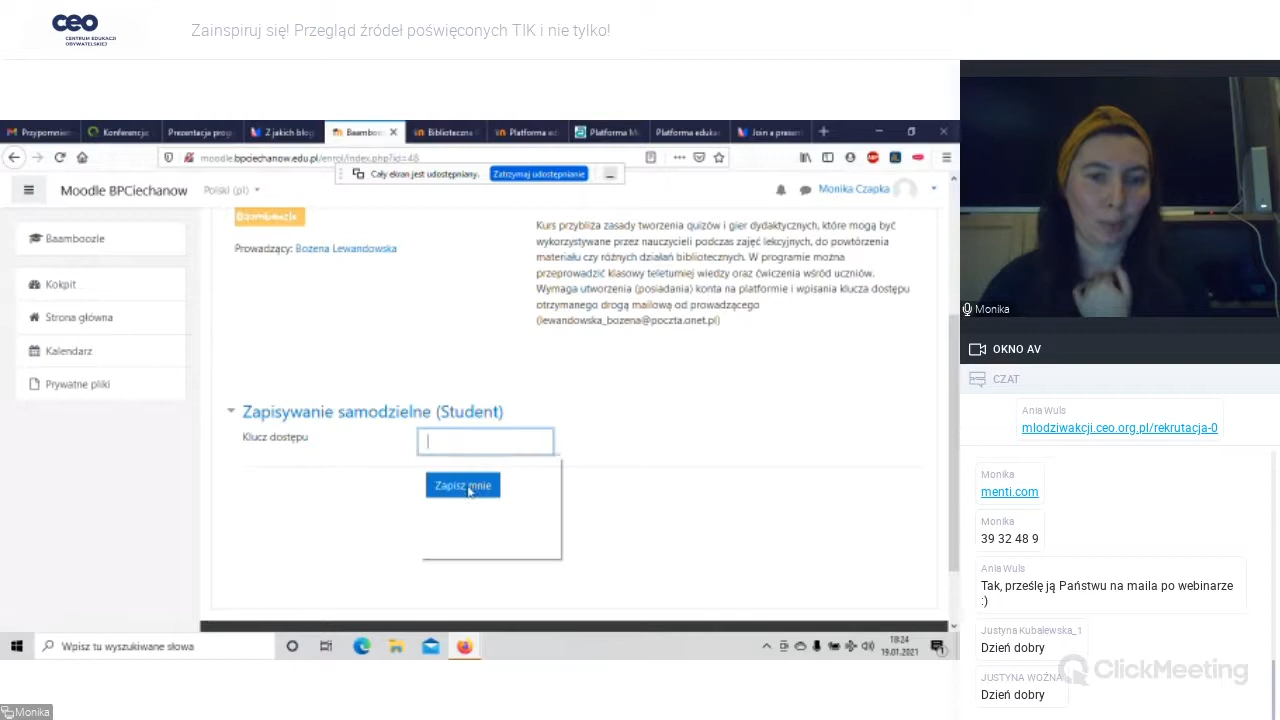 ceo
CENTRUM EDUKACJI
OBYWATELSKIEJ
Zainspiruj się! Przegląd źródeł poświęconych TIK i nie tylko!
Przypomnien
Konferencje
Prezentacja prog
Z jakich blog
Baamboo
Biblioteczna
Platforma ed
Platforma M
Platforma eduka
Join a present
moodle.bpciechanow.edu.pl/enrol/index.php?id=48
Cały ekran jest udostępniany.
Zatrzymaj udostępnianie
Moodle BPCiechanow
Polski (pl)
Monika Czapka
Baamboozle
Kokpit
Strona główna
Kalendarz
Prywatne pliki
Baamboozle
Prowadzący: Bożena Lewandowska
Kurs przybliża zasady tworzenia quizów i gier dydaktycznych, które mogą być
wykorzystywane przez nauczycieli podczas zajęć lekcyjnych, do powtórzenia
materiału czy różnych działań bibliotecznych. W programie można
przeprowadzić klasowy teleturniej wiedzy oraz ćwiczenia wśród uczniów.
Wymaga utworzenia (posiadania) konta na platformie i wpisania klucza dostępu
otrzymanego drogą mailową od prowadzącego
(lewandowska_bozena@poczta.onet.pl)
Zapisywanie samodzielne (Student)
Klucz dostępu
Zapisz mnie
Wpisz tu wyszukiwane słowa
18:24
19.01.2021
Monika
Monika
OKNO AV
CZAT
Ania Wuls
mlodziwakcji.ceo.org.pl/rekrutacja-0
Monika
menti.com
Monika
39 32 48 9
Ania Wuls
Tak, prześlę ją Państwu na maila po webinarze
:)
Justyna Kubalewska_1
Dzień dobry
JUSTYNA WOŹNA
Dzień dobry
ClickMeeting